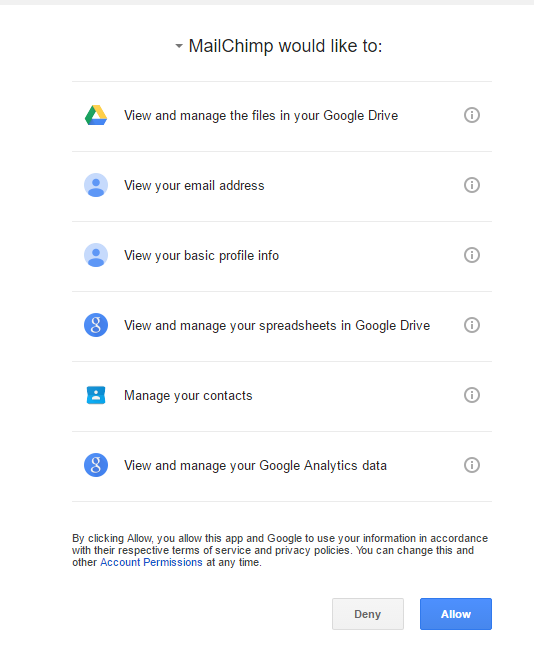 MailChimp would like to:
View and manage the files in your Google Drive
View your email address
View your basic profile info
View and manage your spreadsheets in Google Drive
Manage your contacts
View and manage your Google Analytics data
By clicking Allow, you allow this app and Google to use your information in accordance
with their respective terms of service and privacy policies. You can change this and
other Account Permissions at any time.
Deny
Allow